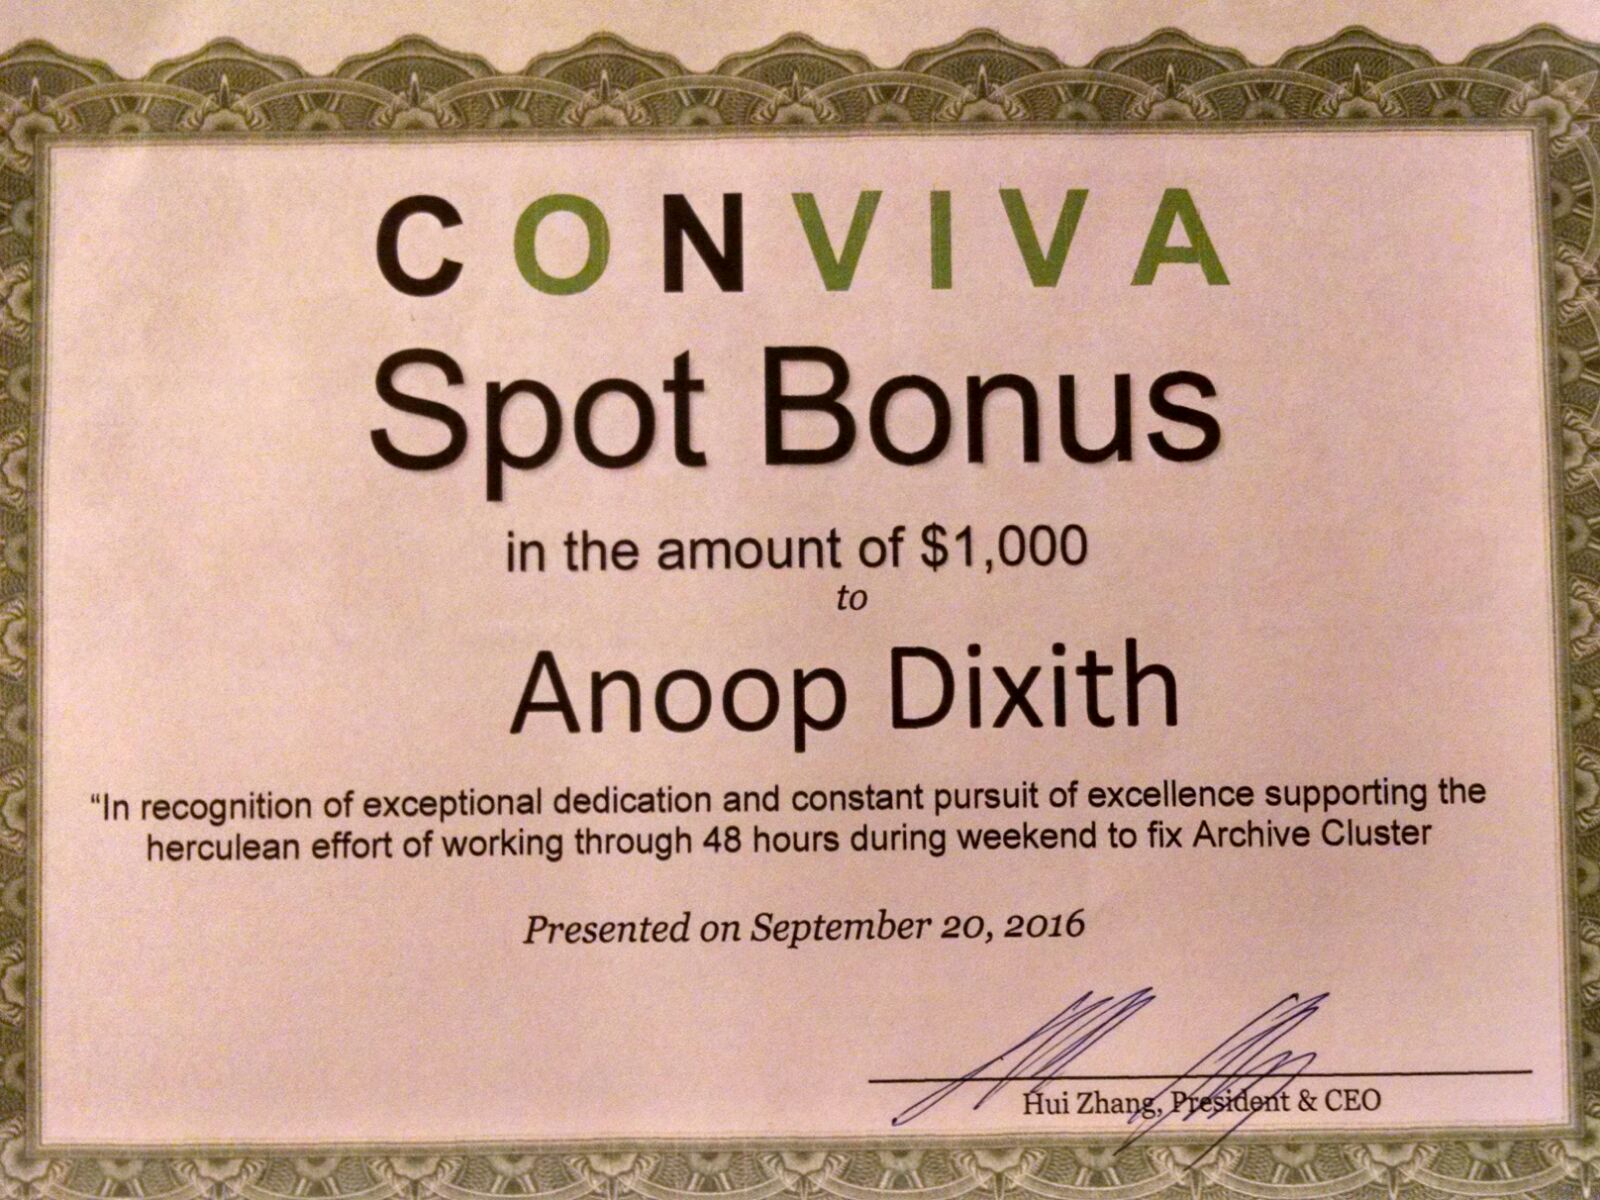 CONVIVA
Spot Bonus
in the amount of $1,000
to
Anoop Dixith
“In recognition of exceptional dedication and constant pursuit of excellence supporting the
herculean effort of working through 48 hours during weekend to fix Archive Cluster
Presented on September 20, 2016
Hui Zhang, President & CEO